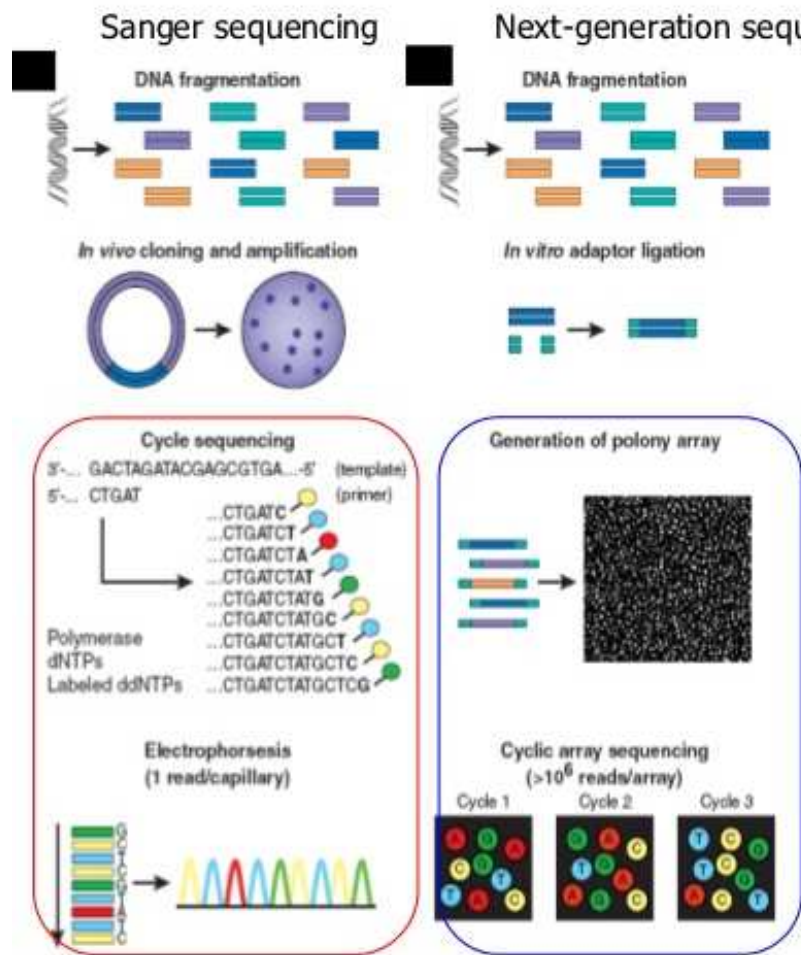 Sanger sequencing
DNA fragmentation
In vivo cloning and amplification
Cycle sequencing
3'-... GACTAGATACGAGCGTGA...-5' (template)
5'-... CTGAT (primer)
...CTGATC
...CTGATCT
...CTGATCTA
...CTGATCTAT
...CTGATCTATG
...CTGATCTATGC
...CTGATCTATGCT
...CTGATCTATGCTC
...CTGATCTATGCTCG
Polymerase
dNTPs
Labeled ddNTPs
Electrophorsesis
(1 read/capillary)
G
C
T
C
G
T
A
T
C
Next-generation sequ
DNA fragmentation
In vitro adaptor ligation
Generation of polony array
Cyclic array sequencing
(>10⁶ reads/array)
Cycle 1 Cycle 2 Cycle 3
A G A
C G T
T A C
G A C
T G A
A G C
T C G
T C G
A C T